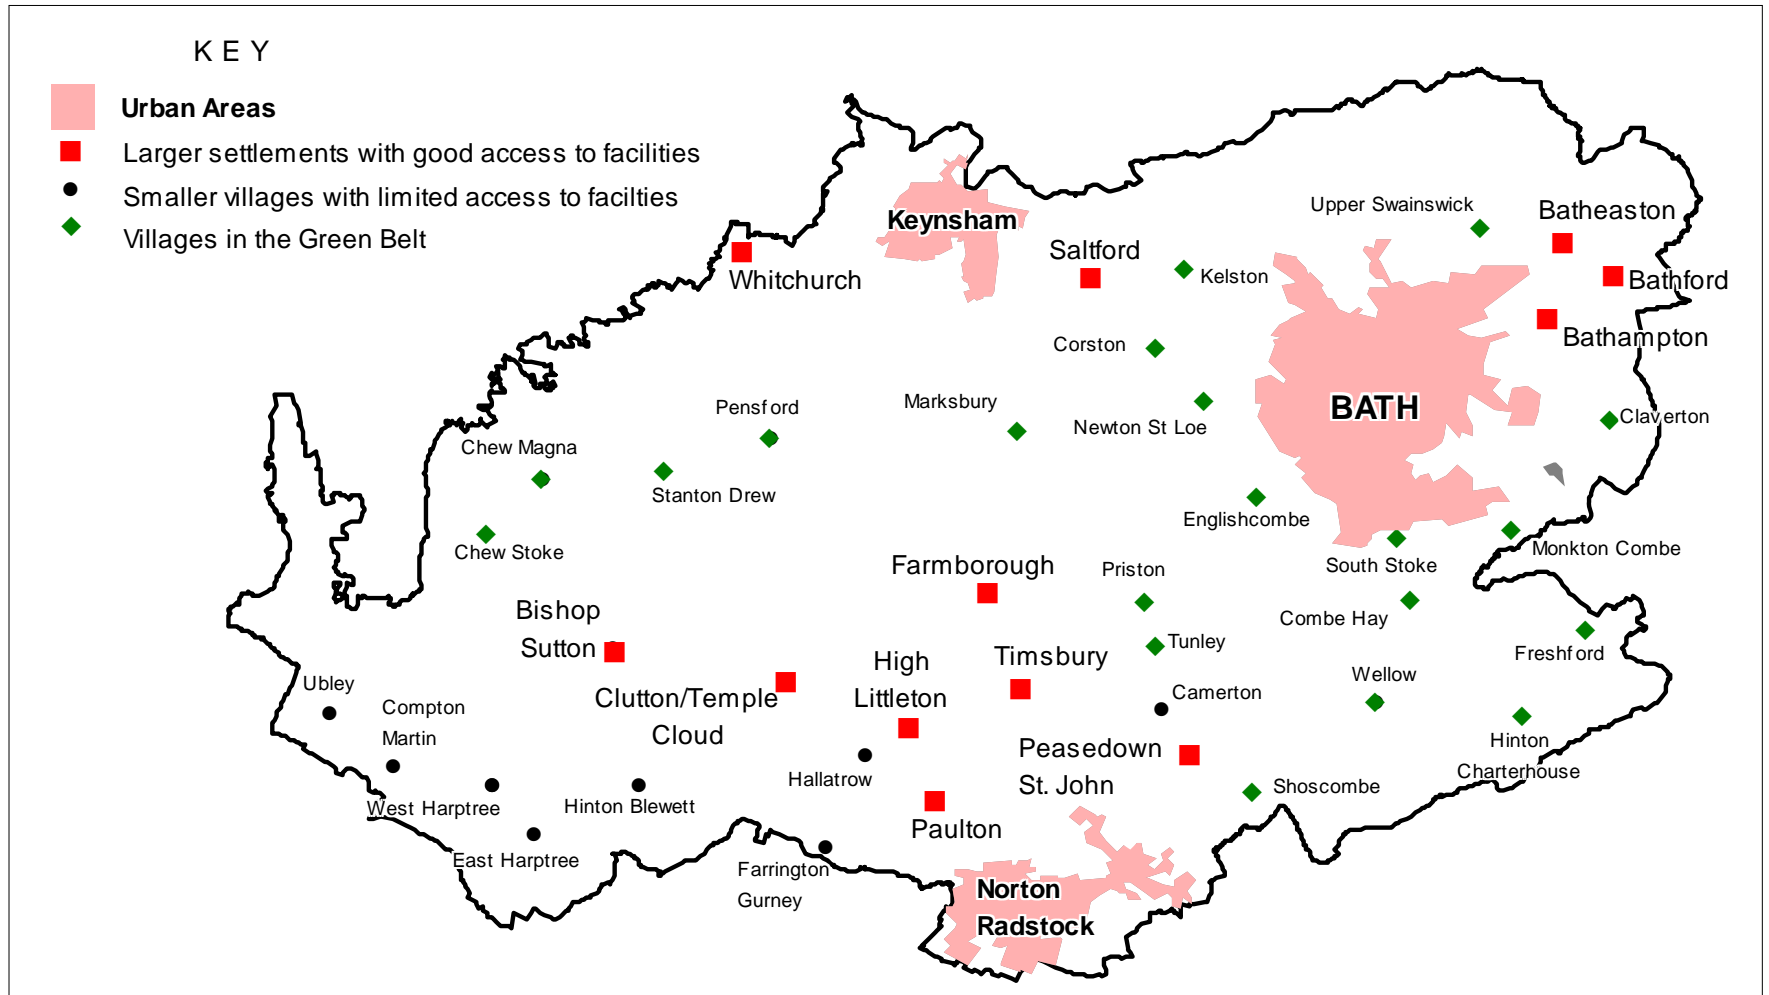 KEY
Urban Areas
Larger settlements with good access to facilities
Smaller villages with limited access to facilties
Villages in the Green Belt
Keynsham
Whitchurch
Saltford
Kelston
Upper Swainswick
Batheaston
Bathford
Bathampton
Corston
BATH
Marksbury
Newton St Loe
Claverton
Pensford
Chew Magna
Stanton Drew
Chew Stoke
Englishcombe
South Stoke
Monkton Combe
Farmborough
Priston
Combe Hay
Bishop
Sutton
Tunley
Freshford
High
Littleton
Timsbury
Wellow
Ubley
Compton
Martin
Clutton/Temple
Cloud
Camerton
Hinton
Charterhouse
Peasedown
St. John
Hallatrow
Shoscombe
West Harptree
Hinton Blewett
Paulton
East Harptree
Farrington
Gurney
Norton
Radstock